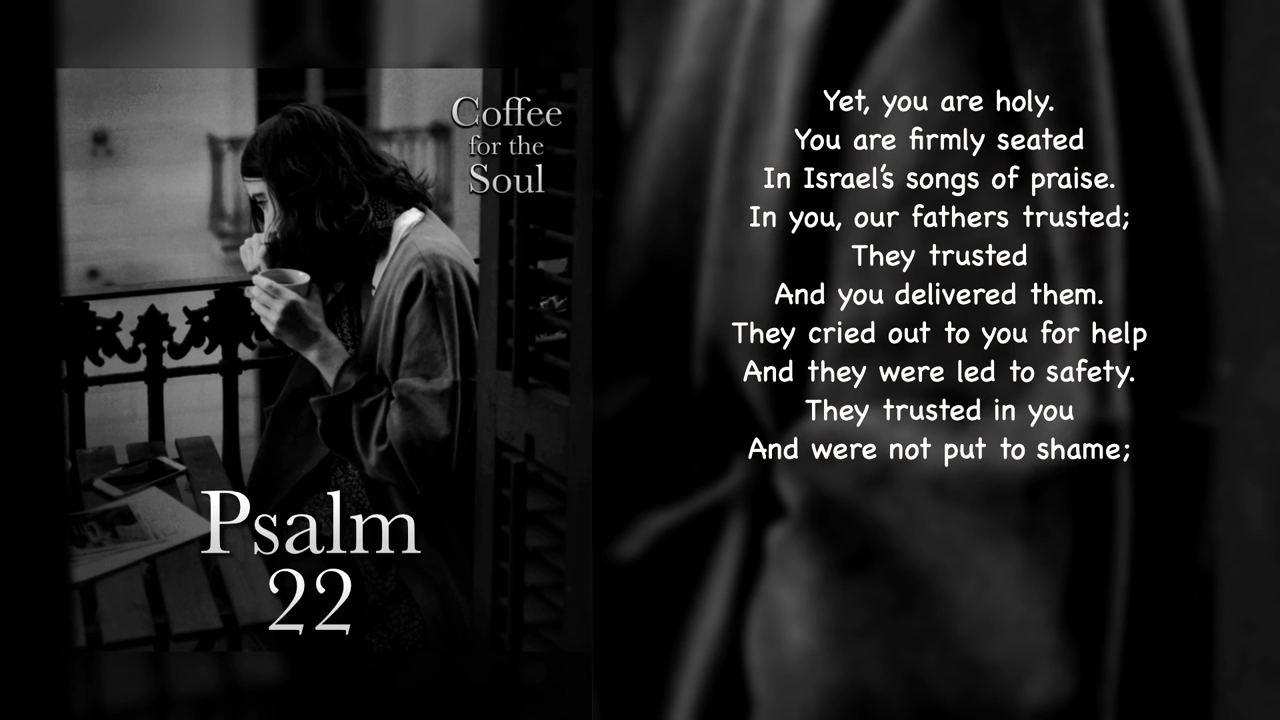 Coffee
for the
Soul
Psalm
22
Yet, you are holy.
You are firmly seated
In Israel's songs of praise.
In you, our fathers trusted;
They trusted
And you delivered them.
They cried out to you for help
And they were led to safety.
They trusted in you
And were not put to shame;